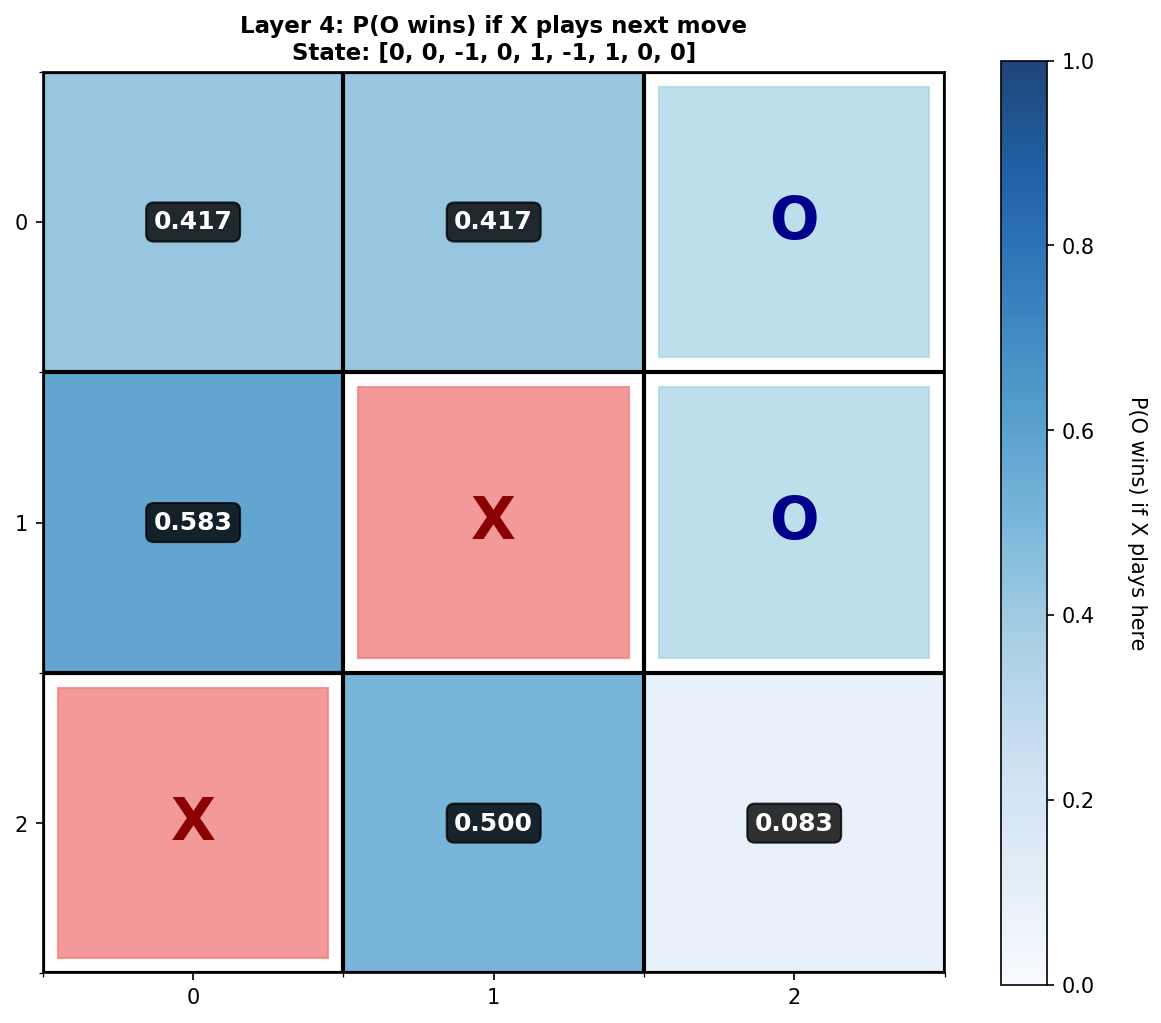 Layer 4: P(O wins) if X plays next move
State: [0, 0, -1, 0, 1, -1, 1, 0, 0]
0
0.417
0.417
O
1
0.583
X
O
2
X
0.500
0.083
0
1
2
1.0
0.8
0.6
0.4
0.2
0.0
P(O wins) if X plays here